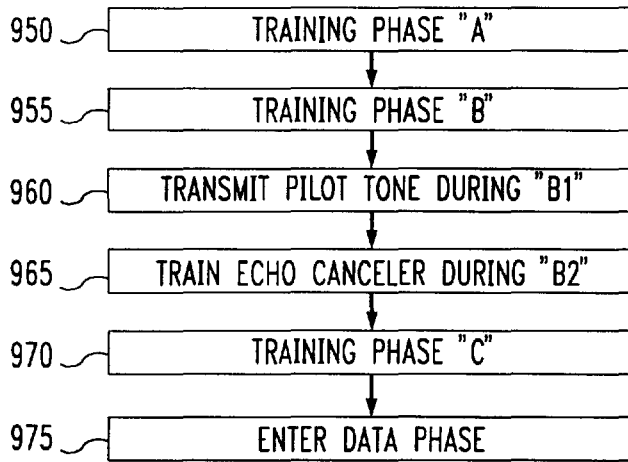 950 TRAINING PHASE "A"
955 TRAINING PHASE "B"
960 TRANSMIT PILOT TONE DURING "B1"
965 TRAIN ECHO CANCELER DURING "B2"
970 TRAINING PHASE "C"
975 ENTER DATA PHASE